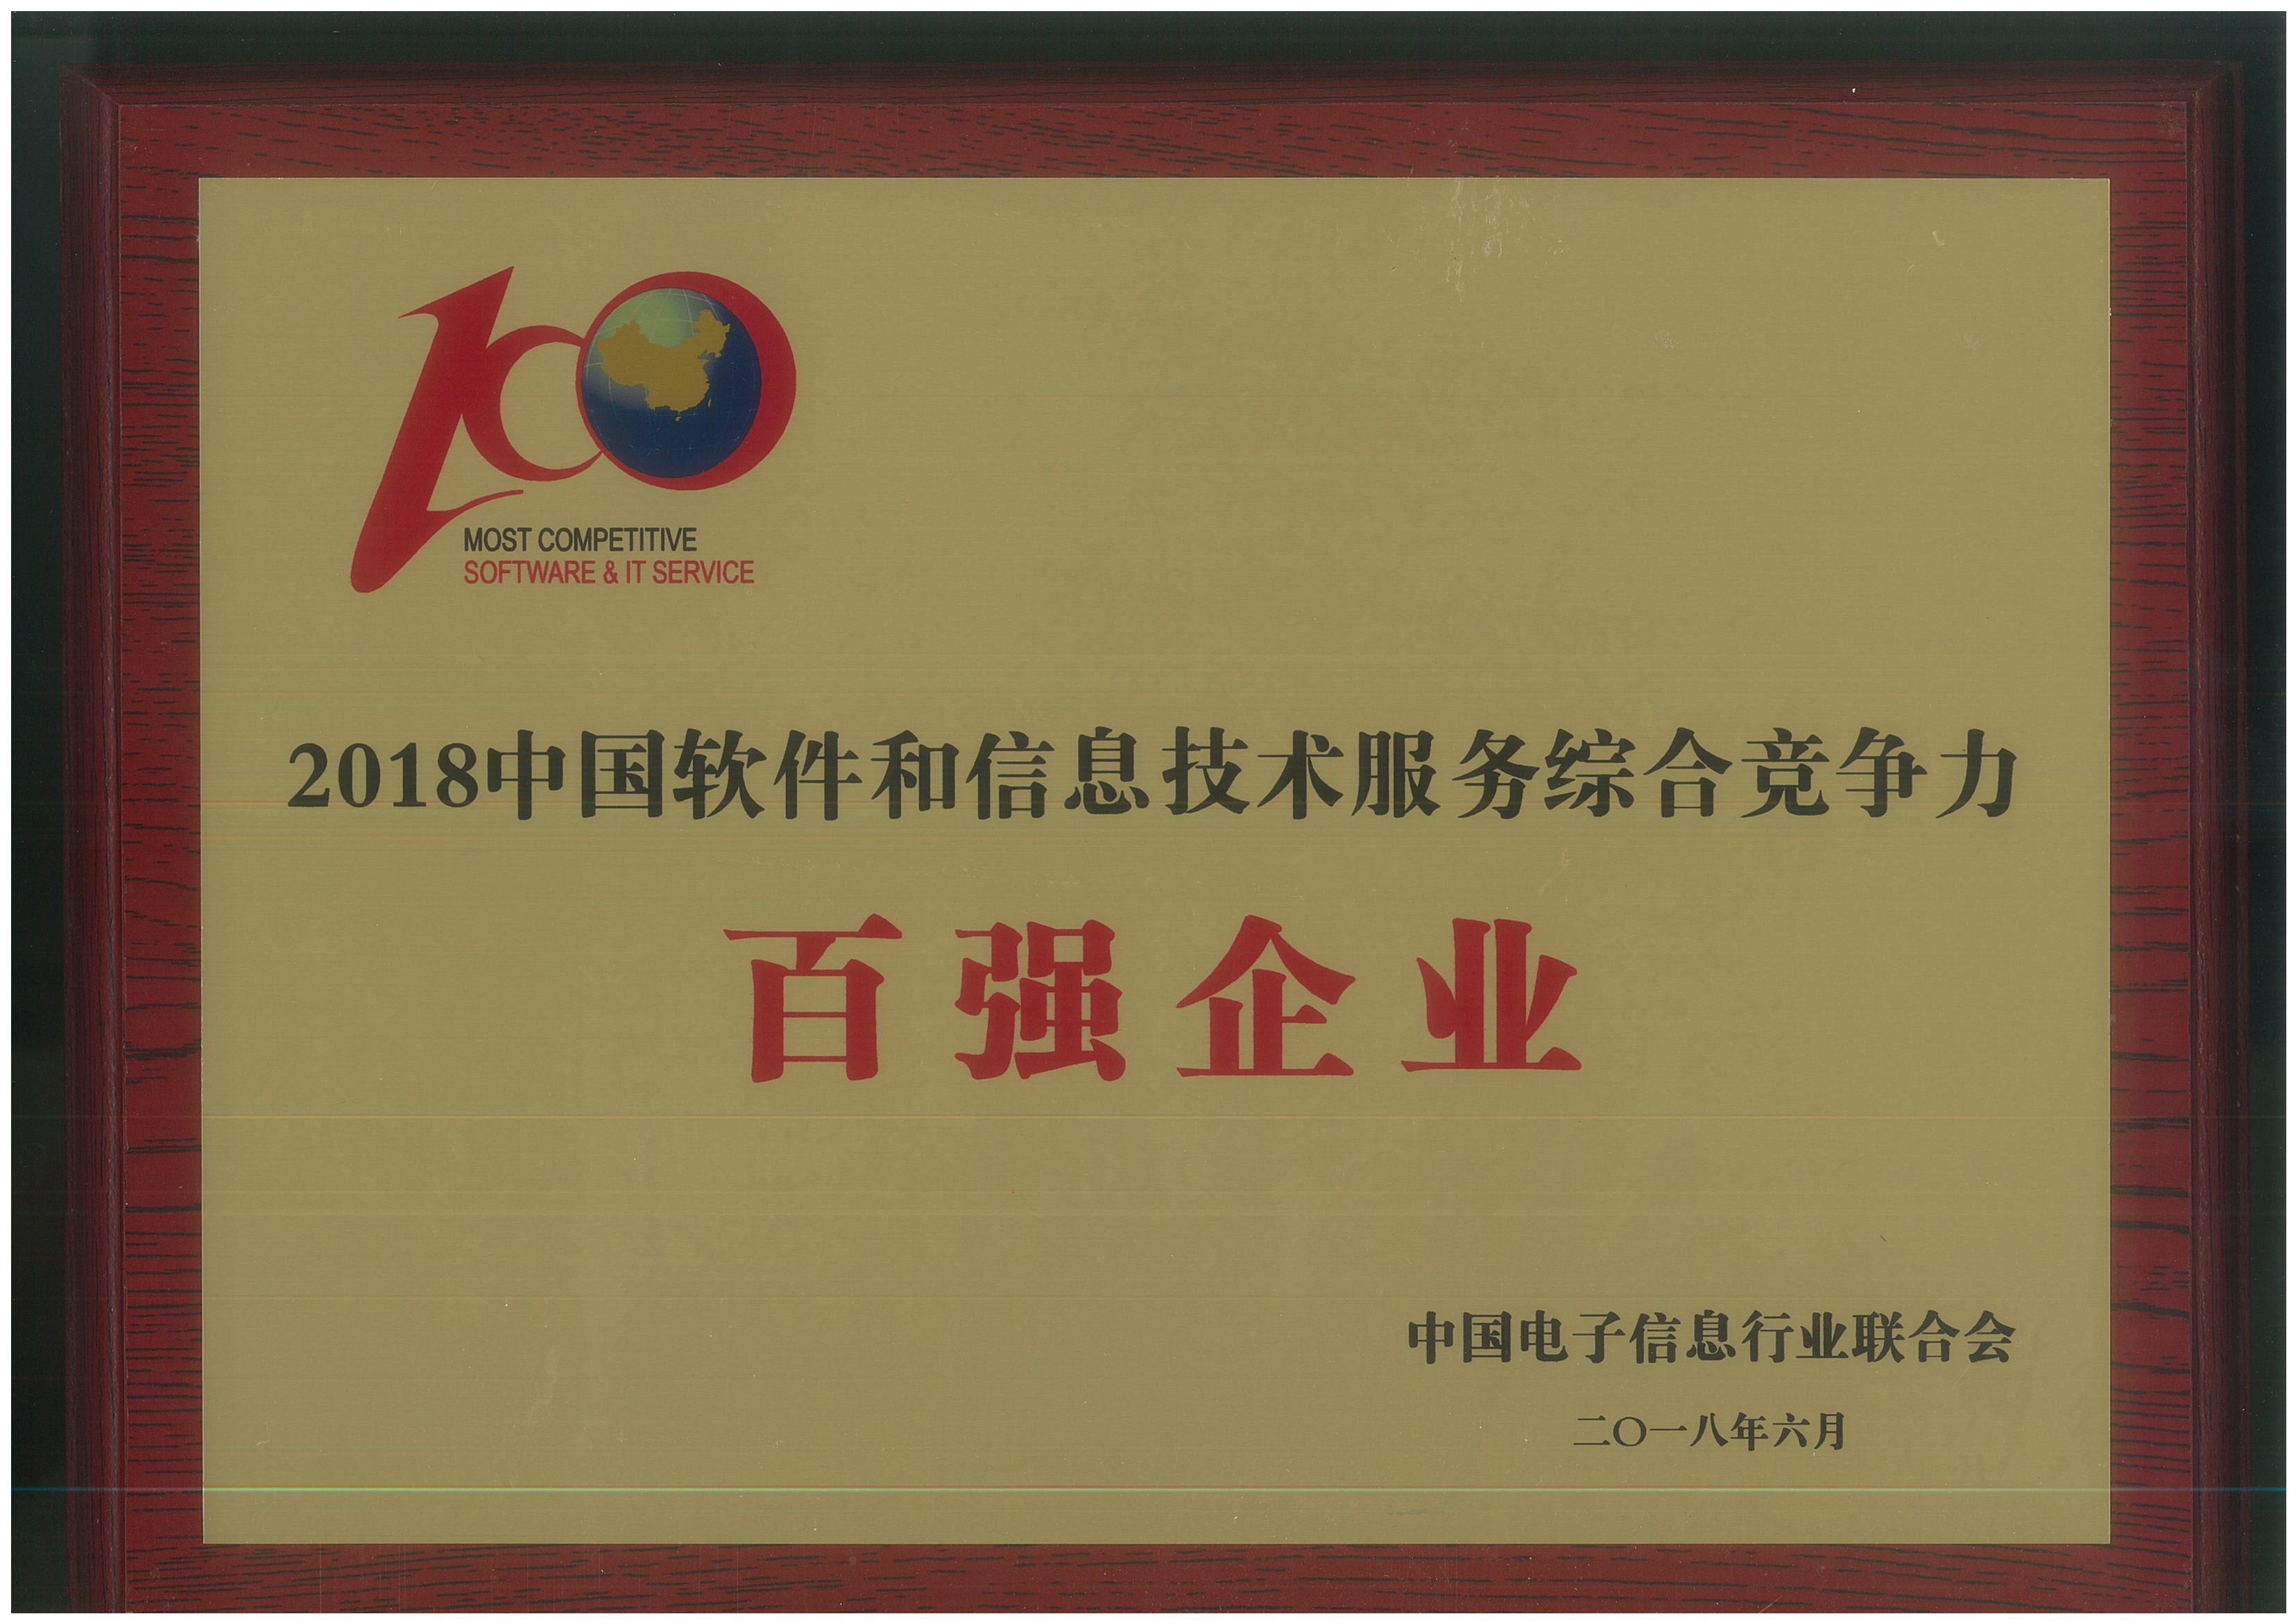 100
MOST COMPETITIVE
SOFTWARE & IT SERVICE
2018中国软件和信息技术服务综合竞争力
百强企业
中国电子信息行业联合会
二〇一八年六月